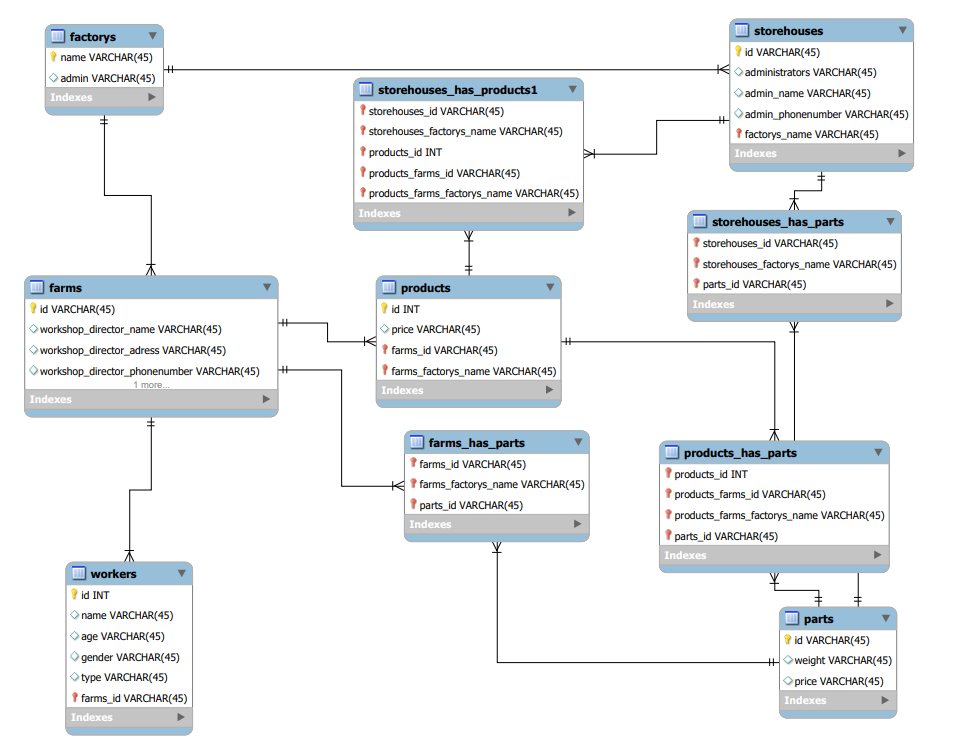 factorys
name VARCHAR(45)
admin VARCHAR(45)
Indexes
storehouses
id VARCHAR(45)
administrators VARCHAR(45)
admin_name VARCHAR(45)
admin_phonenumber VARCHAR(45)
factorys_name VARCHAR(45)
Indexes
storehouses_has_products1
storehouses_id VARCHAR(45)
storehouses_factorys_name VARCHAR(45)
products_id INT
products_farms_id VARCHAR(45)
products_farms_factorys_name VARCHAR(45)
Indexes
storehouses_has_parts
storehouses_id VARCHAR(45)
storehouses_factorys_name VARCHAR(45)
parts_id VARCHAR(45)
Indexes
farms
id VARCHAR(45)
workshop_director_name VARCHAR(45)
workshop_director_adress VARCHAR(45)
workshop_director_phonenumber VARCHAR(45)
1 more...
Indexes
products
id INT
price VARCHAR(45)
farms_id VARCHAR(45)
farms_factorys_name VARCHAR(45)
Indexes
farms_has_parts
farms_id VARCHAR(45)
farms_factorys_name VARCHAR(45)
parts_id VARCHAR(45)
Indexes
products_has_parts
products_id INT
products_farms_id VARCHAR(45)
products_farms_factorys_name VARCHAR(45)
parts_id VARCHAR(45)
Indexes
workers
id INT
name VARCHAR(45)
age VARCHAR(45)
gender VARCHAR(45)
type VARCHAR(45)
farms_id VARCHAR(45)
Indexes
parts
id VARCHAR(45)
weight VARCHAR(45)
price VARCHAR(45)
Indexes